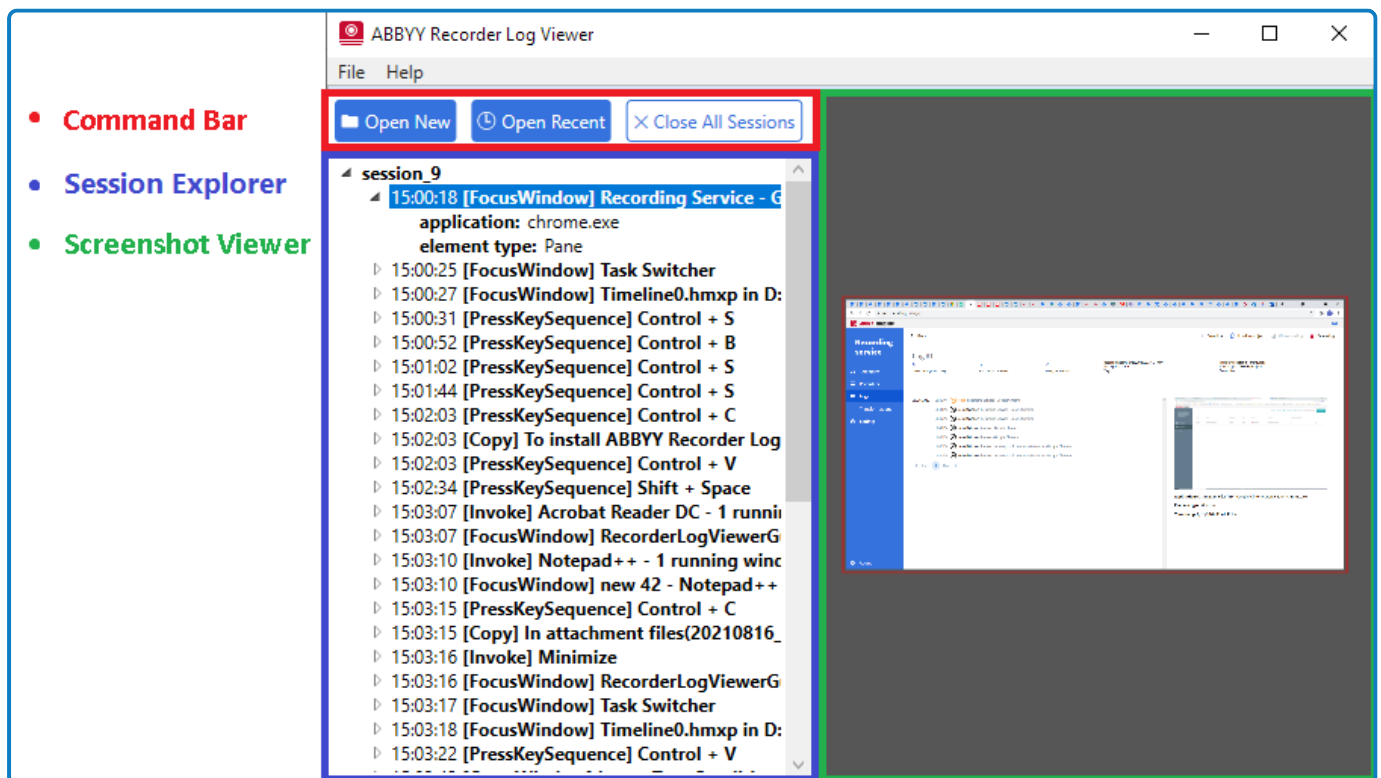 ABBYY Recorder Log Viewer
File Help
Command Bar
Session Explorer
Screenshot Viewer
Open New Open Recent Close All Sessions
session_9
15:00:18 [FocusWindow] Recording Service - G
application: chrome.exe
element type: Pane
15:00:25 [FocusWindow] Task Switcher
15:00:27 [FocusWindow] Timeline0.hmxp in D:
15:00:31 [PressKeySequence] Control + S
15:00:52 [PressKeySequence] Control + B
15:01:02 [PressKeySequence] Control + S
15:01:44 [PressKeySequence] Control + S
15:02:03 [PressKeySequence] Control + C
15:02:03 [Copy] To install ABBYY Recorder Log
15:02:03 [PressKeySequence] Control + V
15:02:34 [PressKeySequence] Shift + Space
15:03:07 [Invoke] Acrobat Reader DC - 1 runnin
15:03:07 [FocusWindow] RecorderLogViewerG
15:03:10 [Invoke] Notepad++ - 1 running winc
15:03:10 [FocusWindow] new 42 - Notepad++
15:03:15 [PressKeySequence] Control + C
15:03:15 [Copy] In attachment files(20210816_
15:03:16 [Invoke] Minimize
15:03:16 [FocusWindow] RecorderLogViewerG
15:03:17 [FocusWindow] Task Switcher
15:03:18 [FocusWindow] Timeline0.hmxp in D:
15:03:22 [PressKeySequence] Control + V
Recording
service